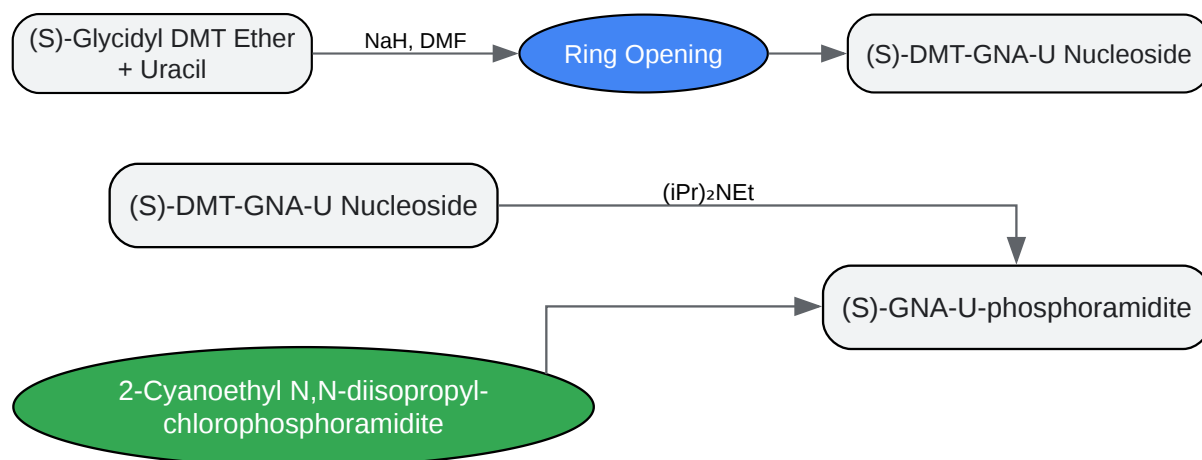 (S)-Glycidyl DMT Ether
+ Uracil
NaH, DMF
Ring Opening
(S)-DMT-GNA-U Nucleoside
(S)-DMT-GNA-U Nucleoside
(iPr)₂NEt
(S)-GNA-U-phosphoramidite
2-Cyanoethyl N,N-diisopropyl-
chlorophosphoramidite